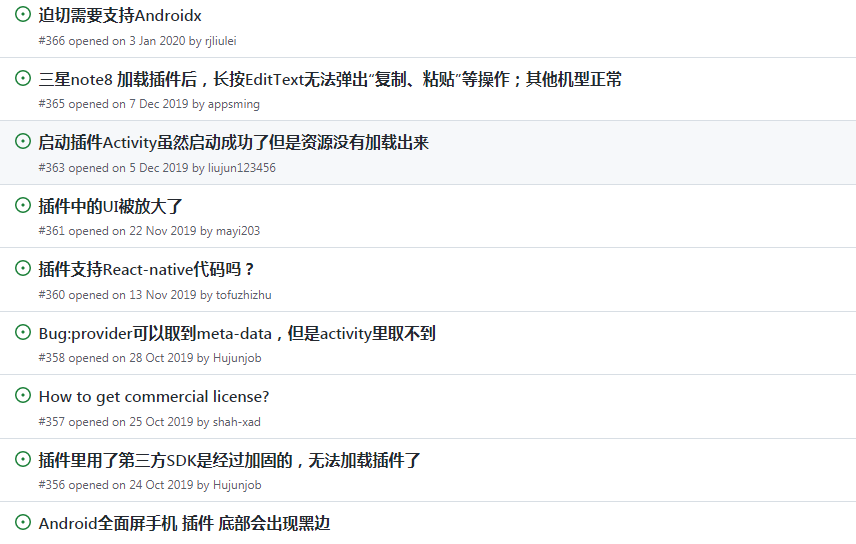 迫切需要支持Androidx
#366 opened on 3 Jan 2020 by rjliulei
三星note8 加载插件后，长按EditText无法弹出“复制、粘贴”等操作；其他机型正常
#365 opened on 7 Dec 2019 by appsming
启动插件Activity虽然启动成功了但是资源没有加载出来
#363 opened on 5 Dec 2019 by liujun123456
插件中的UI被放大了
#361 opened on 22 Nov 2019 by mayi203
插件支持React-native代码吗？
#360 opened on 13 Nov 2019 by tofuzhizhu
Bug:provider可以取到meta-data，但是activity里取不到
#358 opened on 28 Oct 2019 by Hujunjob
How to get commercial license?
#357 opened on 25 Oct 2019 by shah-xad
插件里用了第三方SDK是经过加固的，无法加载插件了
#356 opened on 24 Oct 2019 by Hujunjob
Android全面屏手机 插件 底部会出现黑边